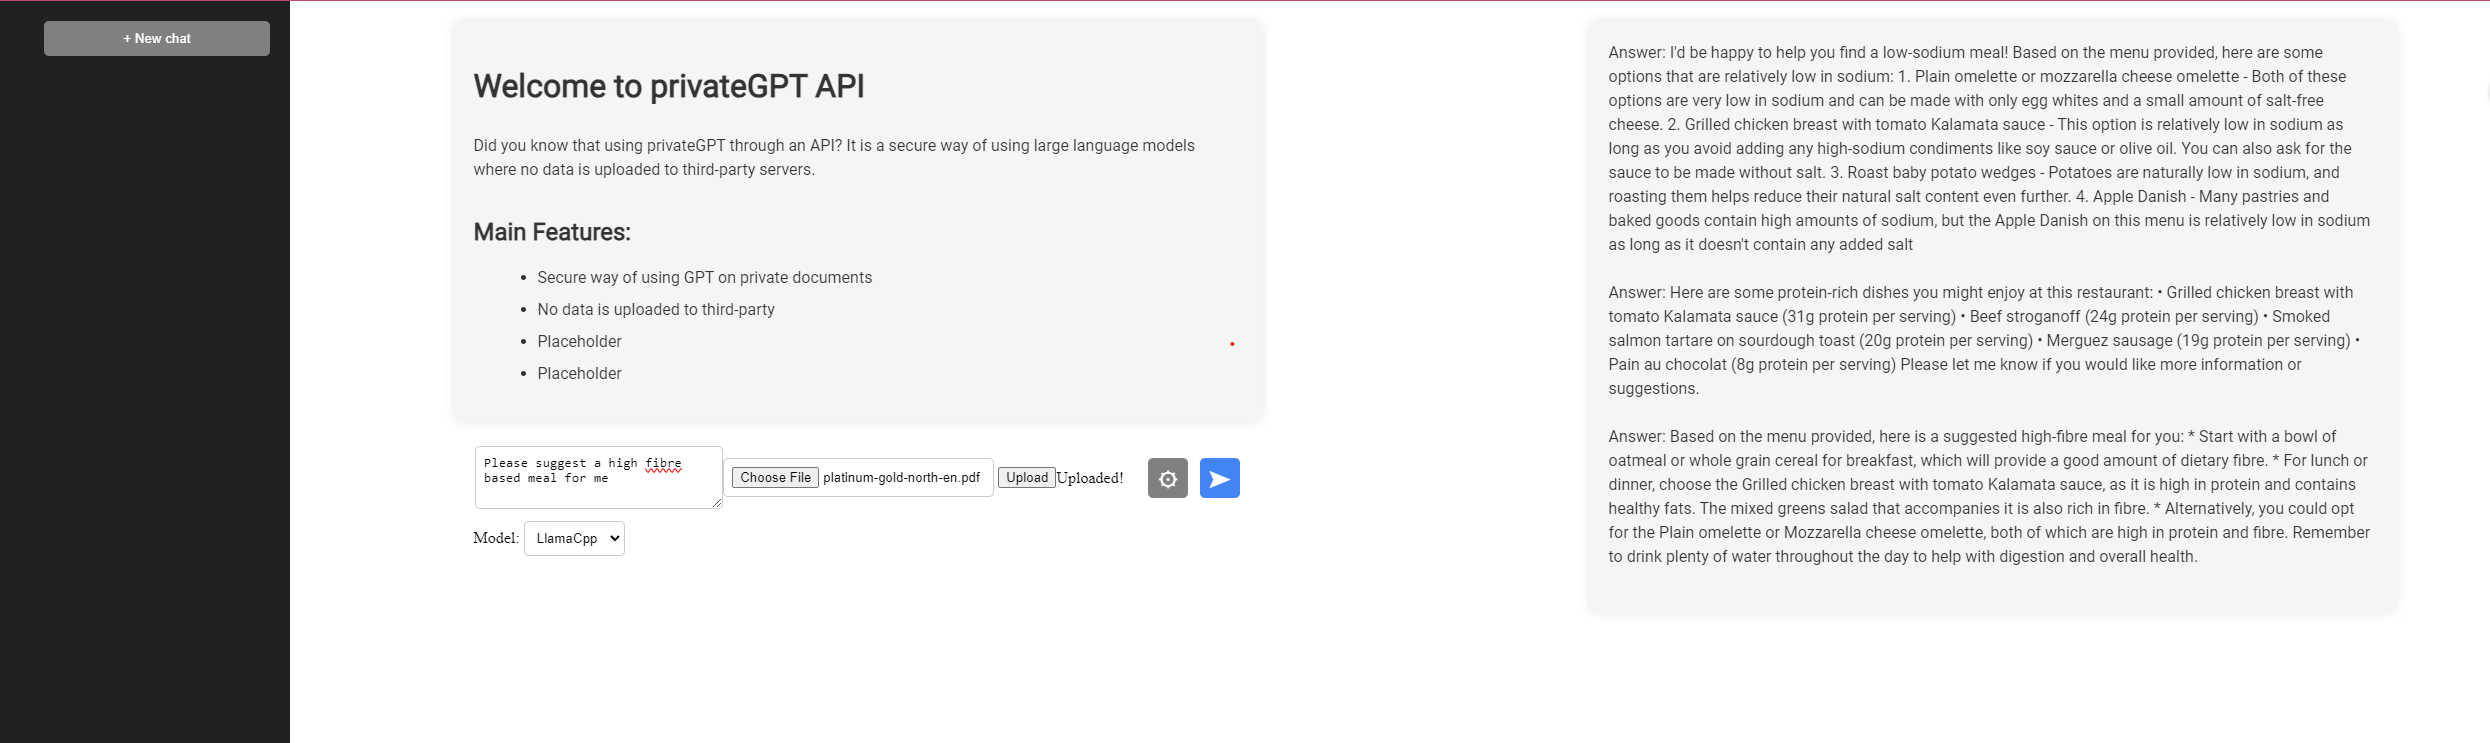 + New chat
Welcome to privateGPT API
Did you know that using privateGPT through an API? It is a secure way of using large language models
where no data is uploaded to third-party servers.
Main Features:
• Secure way of using GPT on private documents
• No data is uploaded to third-party
• Placeholder
• Placeholder
Please suggest a high fibre
based meal for me
Choose File platinum-gold-north-en.pdf Upload Uploaded!
Model: LlamaCpp
Answer: I'd be happy to help you find a low-sodium meal! Based on the menu provided, here are some
options that are relatively low in sodium: 1. Plain omelette or mozzarella cheese omelette - Both of these
options are very low in sodium and can be made with only egg whites and a small amount of salt-free
cheese. 2. Grilled chicken breast with tomato Kalamata sauce - This option is relatively low in sodium as
long as you avoid adding any high-sodium condiments like soy sauce or olive oil. You can also ask for the
sauce to be made without salt. 3. Roast baby potato wedges - Potatoes are naturally low in sodium, and
roasting them helps reduce their natural salt content even further. 4. Apple Danish - Many pastries and
baked goods contain high amounts of sodium, but the Apple Danish on this menu is relatively low in sodium
as long as it doesn't contain any added salt
Answer: Here are some protein-rich dishes you might enjoy at this restaurant: • Grilled chicken breast with
tomato Kalamata sauce (31g protein per serving) • Beef stroganoff (24g protein per serving) • Smoked
salmon tartare on sourdough toast (20g protein per serving) • Merguez sausage (19g protein per serving) •
Pain au chocolat (8g protein per serving) Please let me know if you would like more information or
suggestions.
Answer: Based on the menu provided, here is a suggested high-fibre meal for you: * Start with a bowl of
oatmeal or whole grain cereal for breakfast, which will provide a good amount of dietary fibre. * For lunch or
dinner, choose the Grilled chicken breast with tomato Kalamata sauce, as it is high in protein and contains
healthy fats. The mixed greens salad that accompanies it is also rich in fibre. * Alternatively, you could opt
for the Plain omelette or Mozzarella cheese omelette, both of which are high in protein and fibre. Remember
to drink plenty of water throughout the day to help with digestion and overall health.